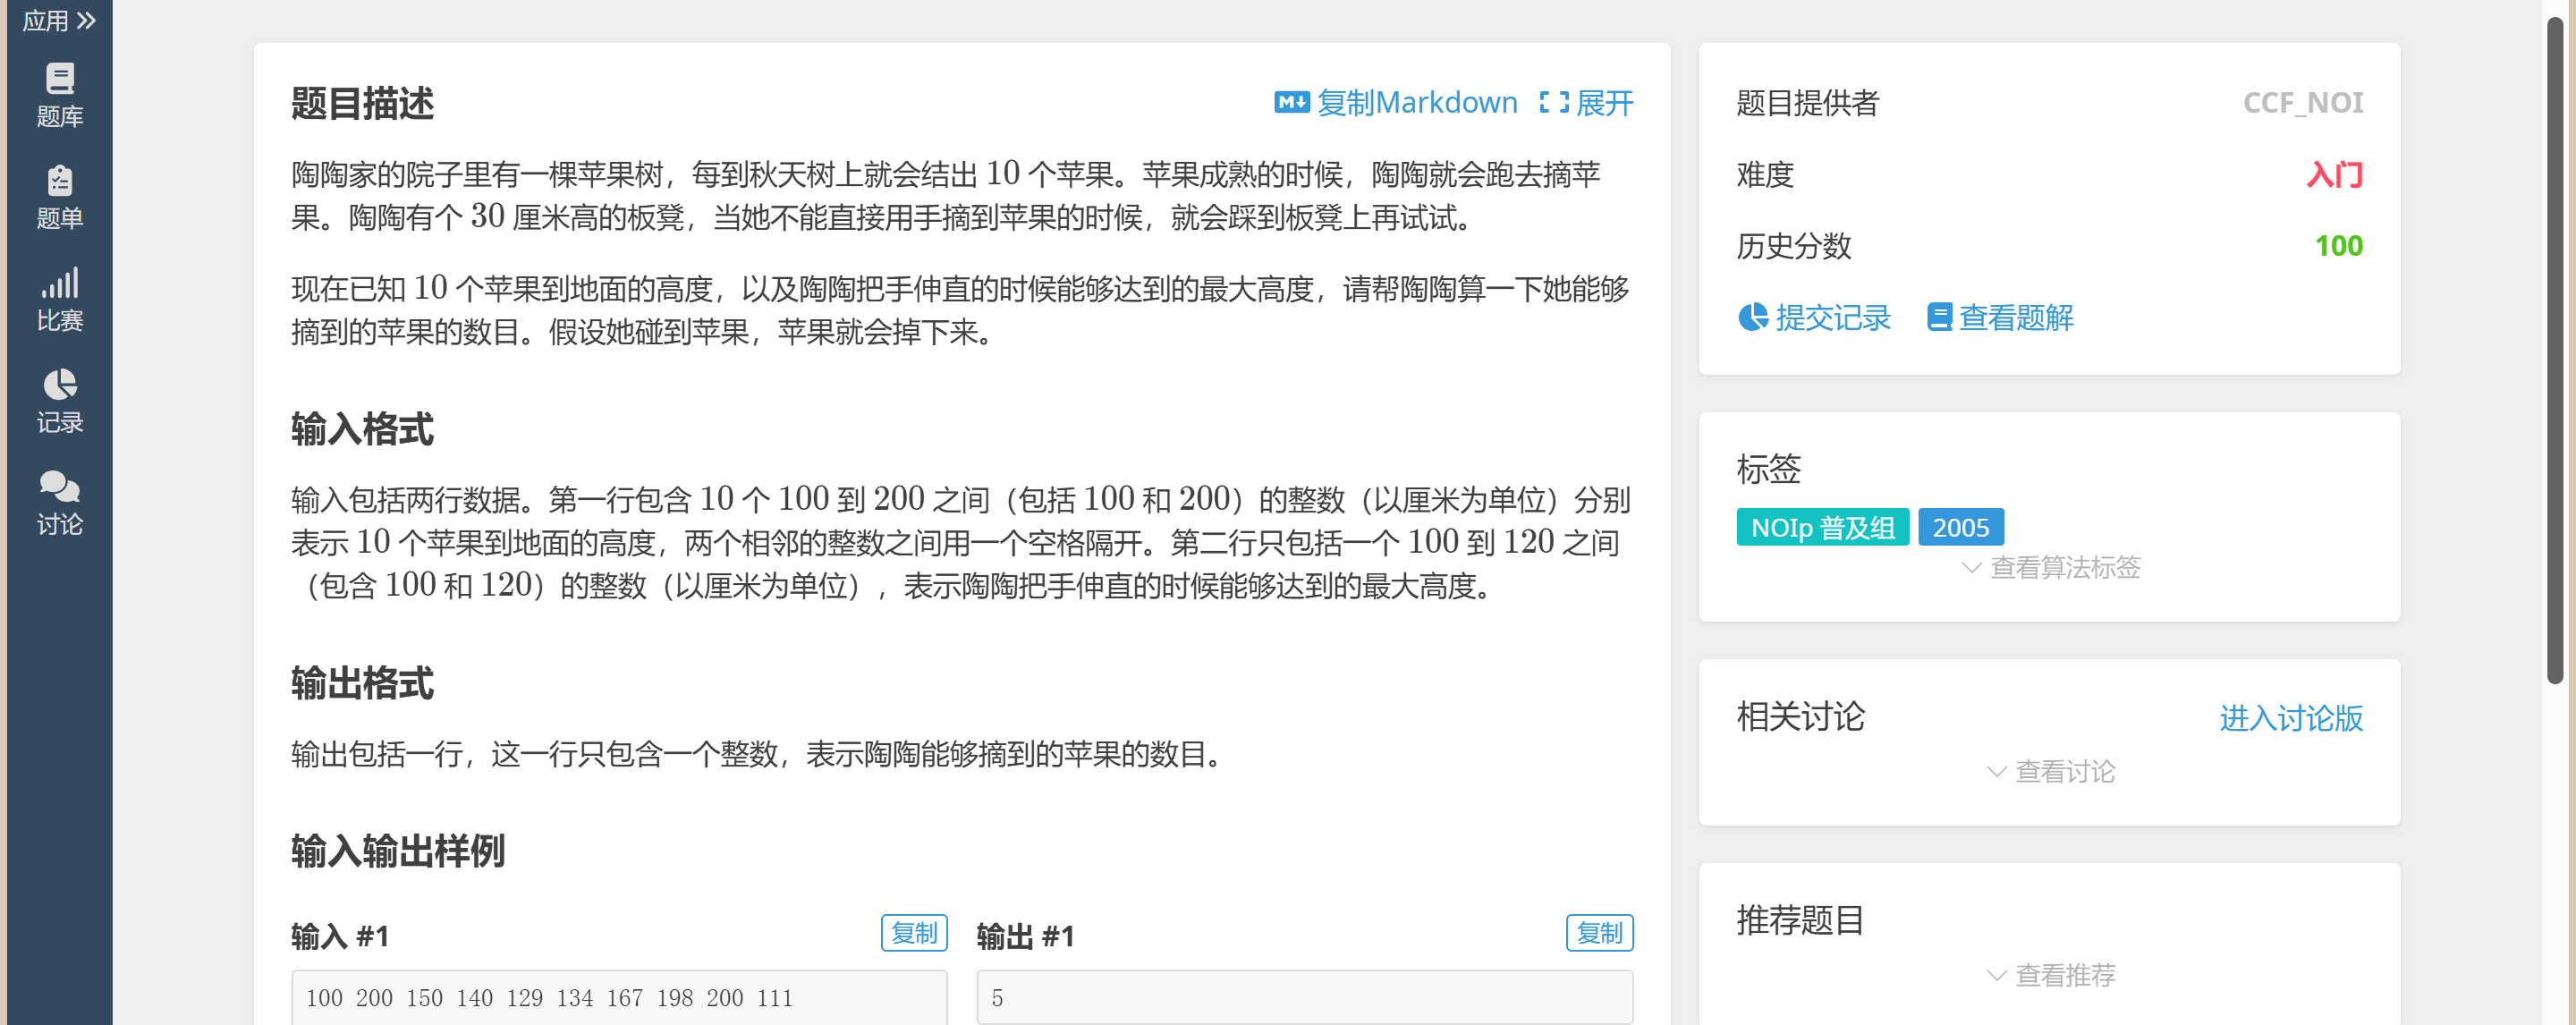 应用
题库
题单
比赛
记录
讨论
题目描述
复制Markdown 展开
陶陶家的院子里有一棵苹果树，每到秋天树上就会结出 10 个苹果。苹果成熟的时候，陶陶就会跑去摘苹
果。陶陶有个 30 厘米高的板凳，当她不能直接用手摘到苹果的时候，就会踩到板凳上再试试。
现在已知 10 个苹果到地面的高度，以及陶陶把手伸直的时候能够达到的最大高度，请帮陶陶算一下她能够
摘到的苹果的数目。假设她碰到苹果，苹果就会掉下来。
输入格式
输入包括两行数据。第一行包含 10 个 100 到 200 之间（包括 100 和 200）的整数（以厘米为单位）分别
表示 10 个苹果到地面的高度，两个相邻的整数之间用一个空格隔开。第二行只包括一个 100 到 120 之间
（包含 100 和 120）的整数（以厘米为单位），表示陶陶把手伸直的时候能够达到的最大高度。
输出格式
输出包括一行，这一行只包含一个整数，表示陶陶能够摘到的苹果的数目。
输入输出样例
输入 #1 复制
100 200 150 140 129 134 167 198 200 111
输出 #1 复制
5
题目提供者 CCF_NOI
难度 入门
历史分数 100
提交记录 查看题解
标签
NOIp 普及组 2005
查看算法标签
相关讨论 进入讨论版
查看讨论
推荐题目
查看推荐